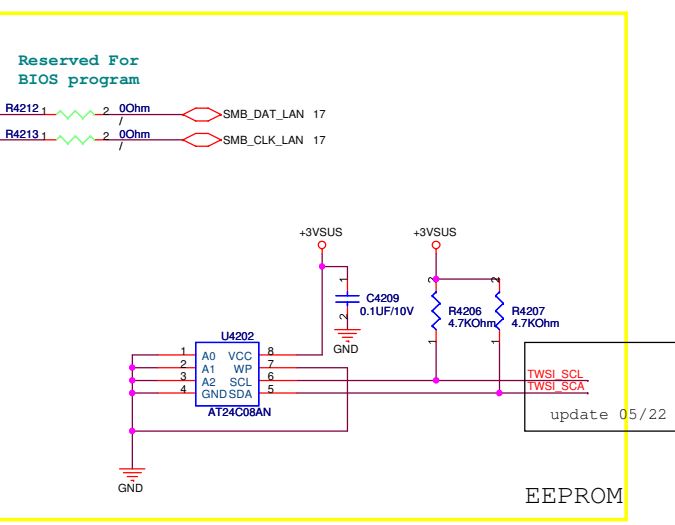 Reserved For
BIOS program
R4212 1 2 0Ohm SMB_DAT_LAN 17
/
R4213 1 2 0Ohm SMB_CLK_LAN 17
/
+3VSUS +3VSUS
1 2 2
C4209
0.1UF/10V
R4206
4.7KOhm
R4207
4.7KOhm
2 1 1
GND
U4202
1 A0 VCC 8
2 A1 WP 7
3 A2 SCL 6
4 GND SDA 5
AT24C08AN
TWSI_SCL
TWSI_SCA
update 05/22
GND
EEPROM